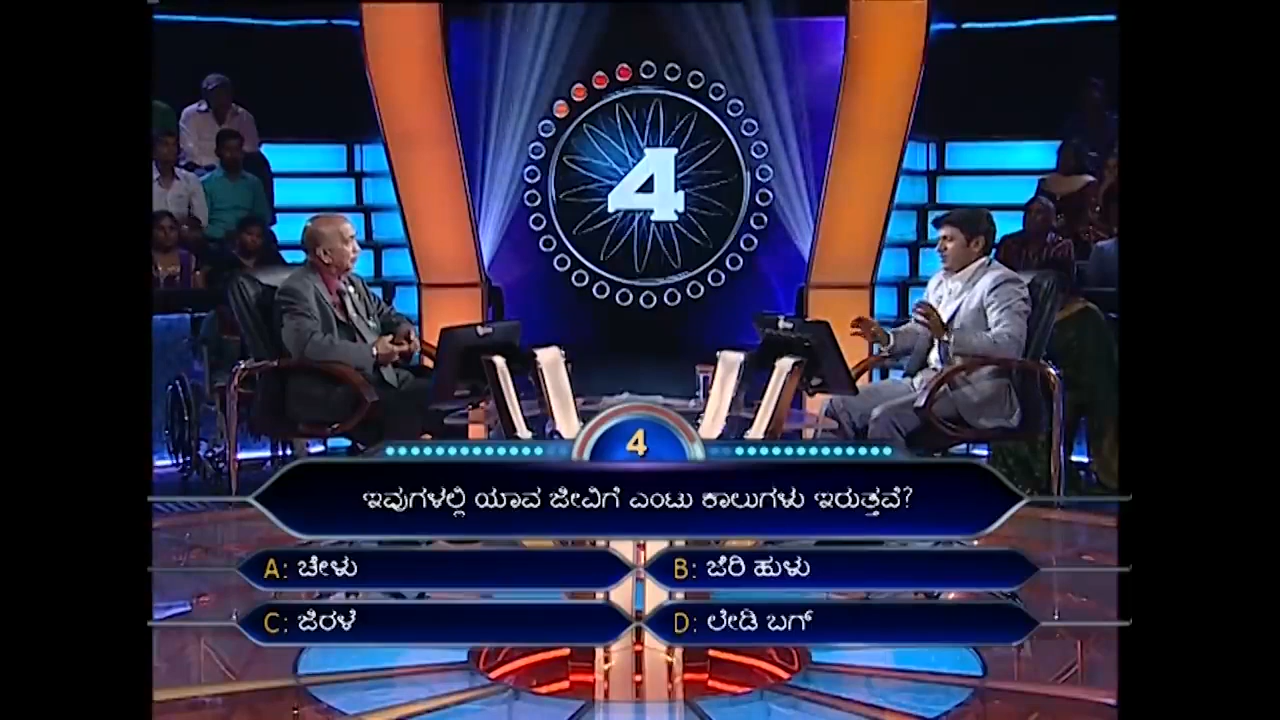 4
4
ಇವುಗಳಲ್ಲಿ ಯಾವ ಜೀವಿಗೆ ಎಂಟು ಕಾಲುಗಳು ಇರುತ್ತವೆ?
A: ಚೇಳು
B: ಜೆರಿ ಹುಳು
C: ಜಿರಳೆ
D: ಲೇಡಿ ಬಗ್